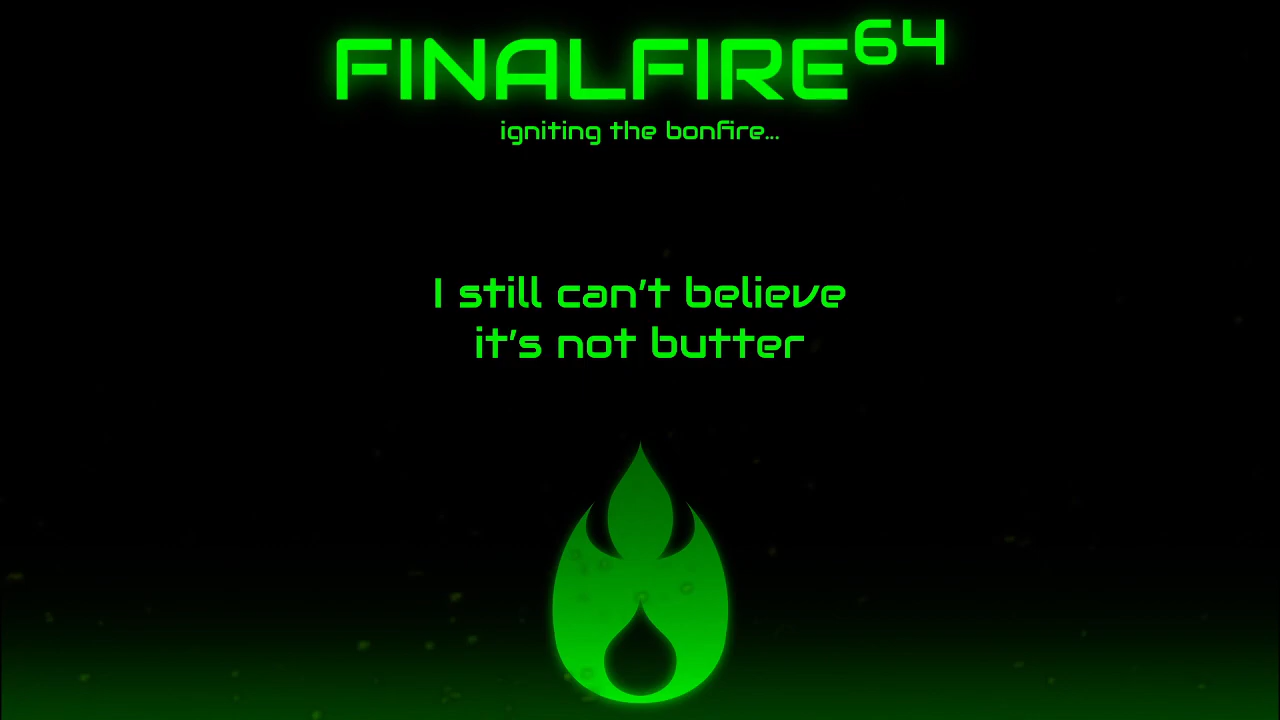 FINALFIRE64
igniting the bonfire...
I still can't believe
it's not butter